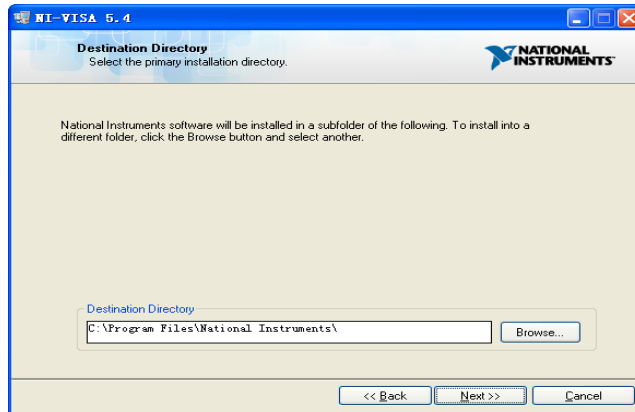 NI-VISA 5.4
Destination Directory
Select the primary installation directory.
NATIONAL
INSTRUMENTS
National Instruments software will be installed in a subfolder of the following. To install into a
different folder, click the Browse button and select another.
Destination Directory
C:\Program Files\National Instruments\
Browse...
<< Back
Next >>
Cancel